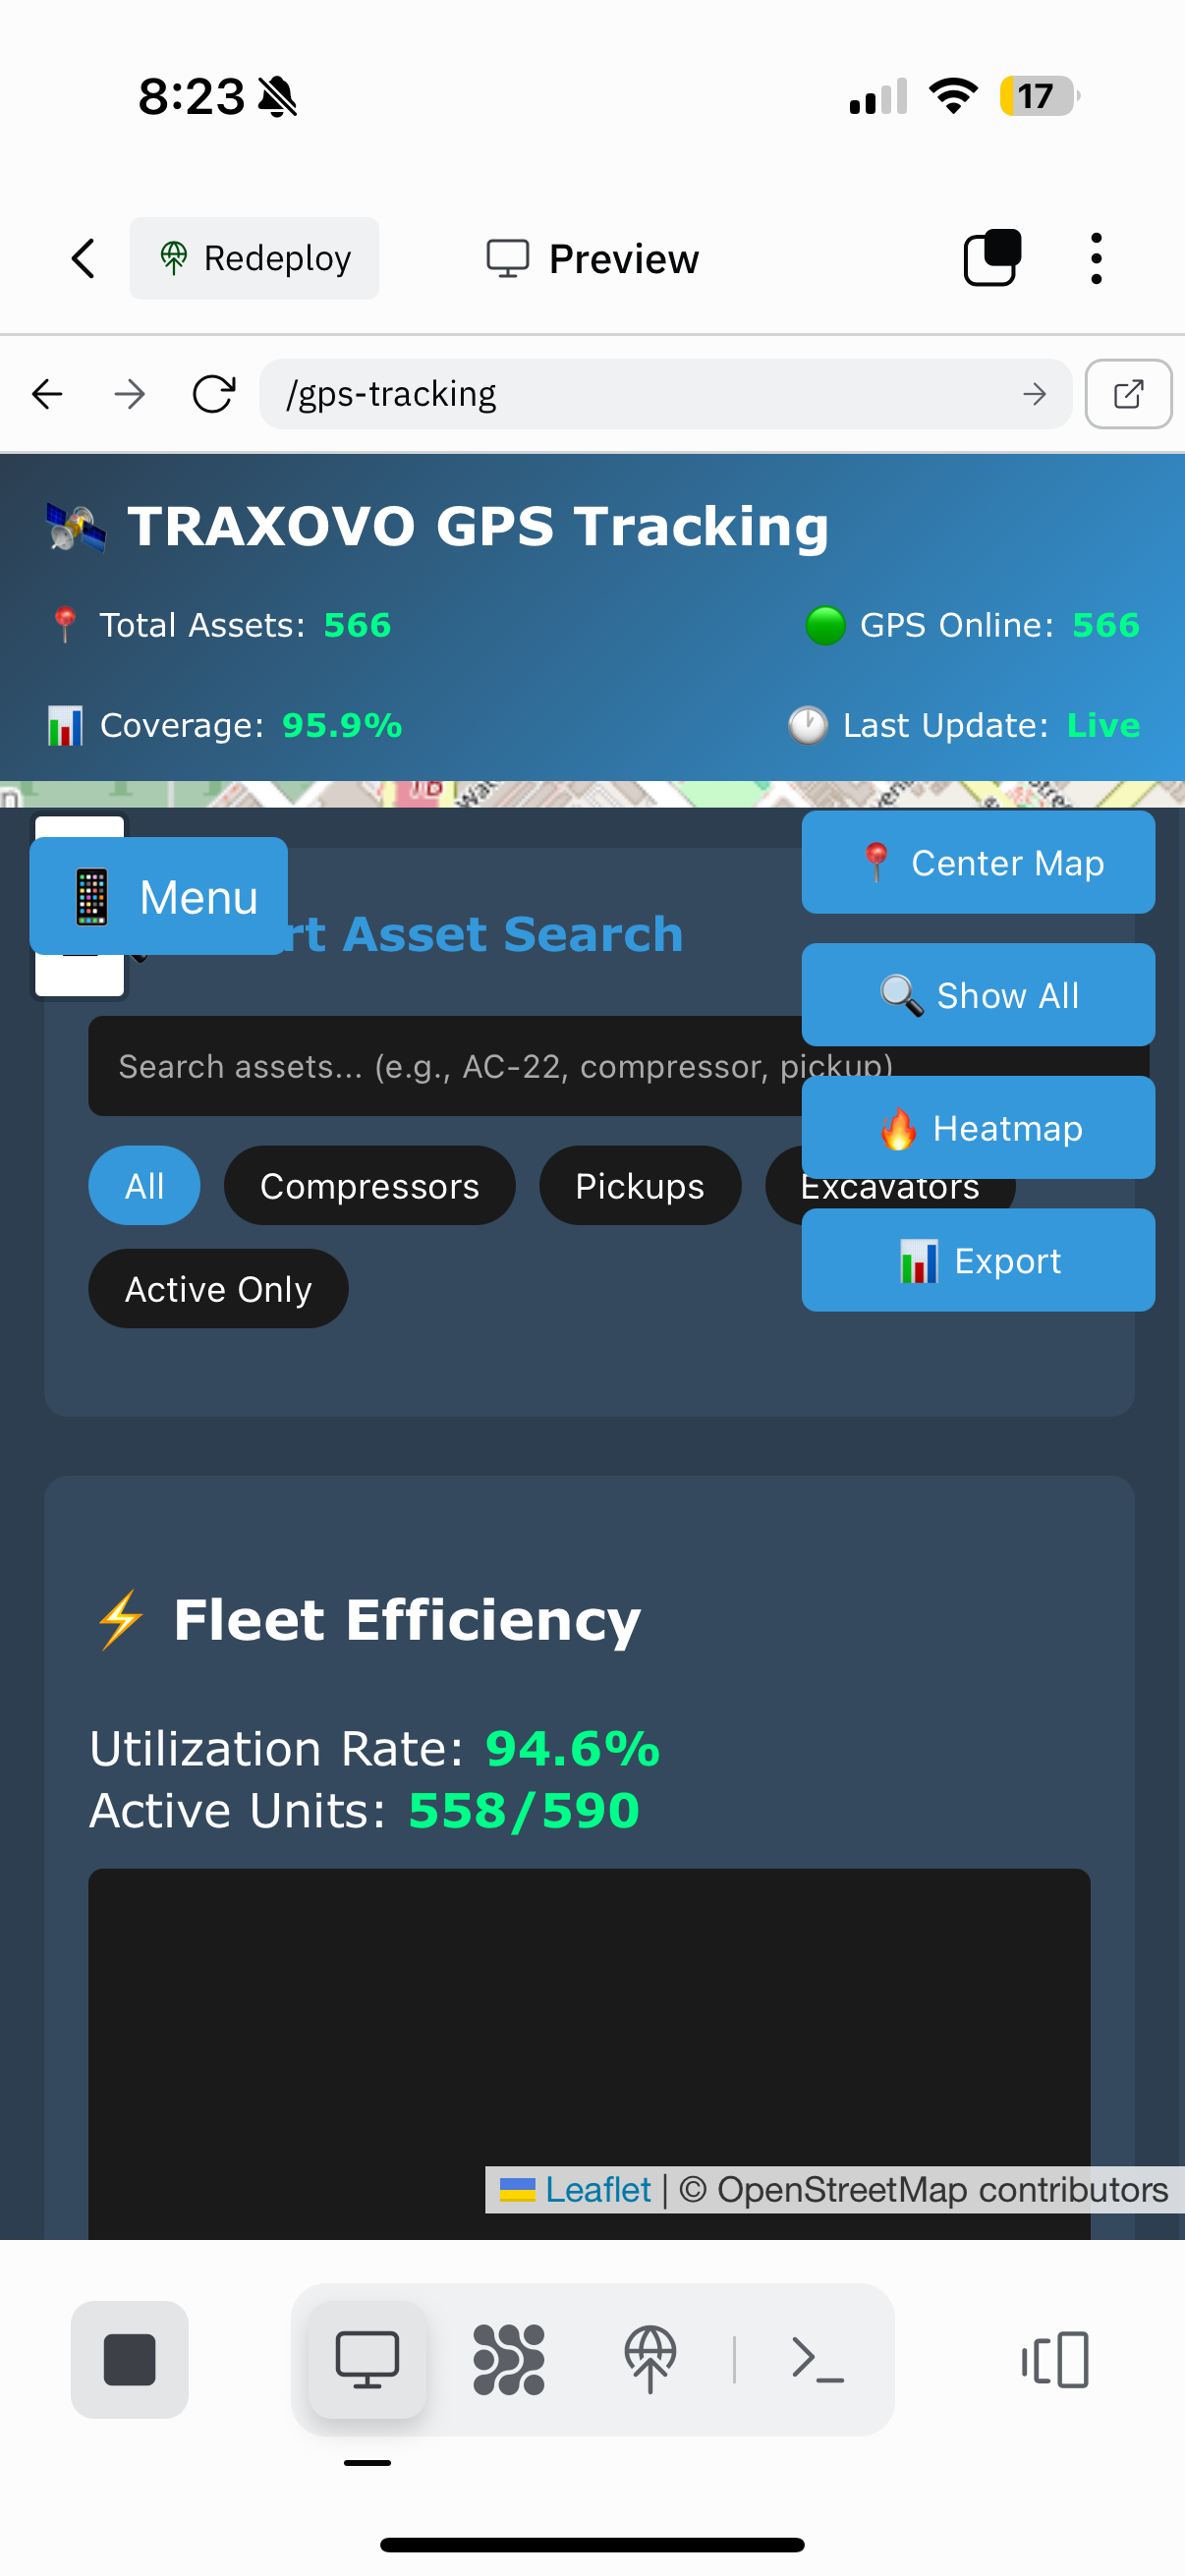 8:23
17
Redeploy
Preview
/gps-tracking
TRAXOVO GPS Tracking
Total Assets: 566
GPS Online: 566
Coverage: 95.9%
Last Update: Live
Menu
Center Map
rt Asset Search
Show All
Search assets... (e.g., AC-22, compressor, pickup)
Heatmap
All
Compressors
Pickups
Excavators
Export
Active Only
Fleet Efficiency
Utilization Rate: 94.6%
Active Units: 558/590
Leaflet | © OpenStreetMap contributors